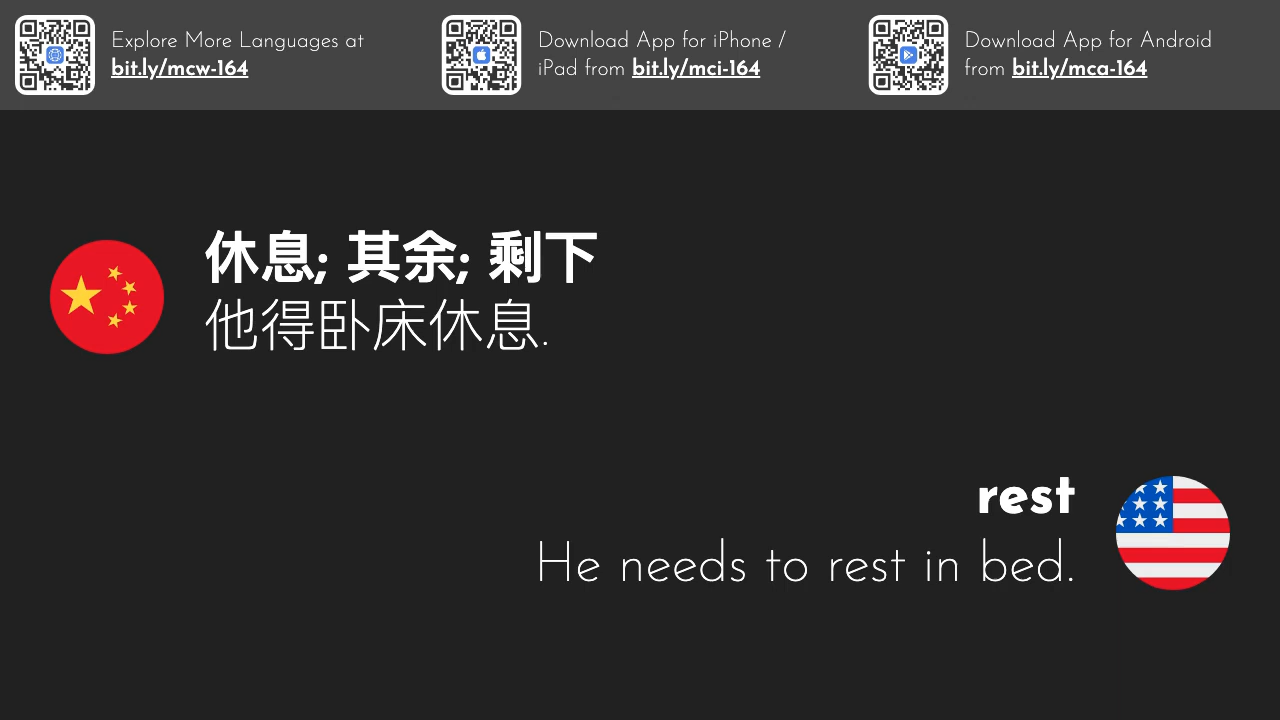 Explore More Languages at
bit.ly/mcw-164
Download App for iPhone /
iPad from bit.ly/mci-164
Download App for Android
from bit.ly/mca-164
休息; 其余; 剩下
他得卧床休息.
rest
He needs to rest in bed.